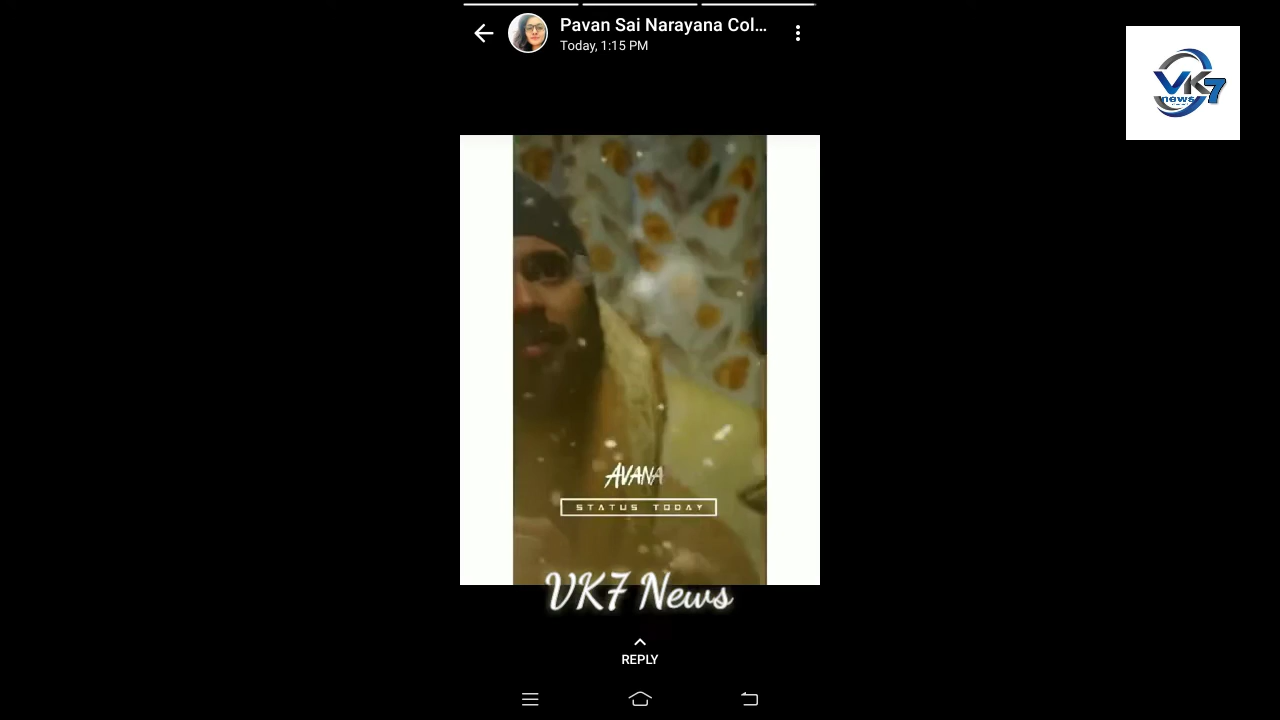 Pavan Sai Narayana Col...
Today, 1:15 PM
VK7
news
AVANA
STATUS TODAY
VK7 News
REPLY